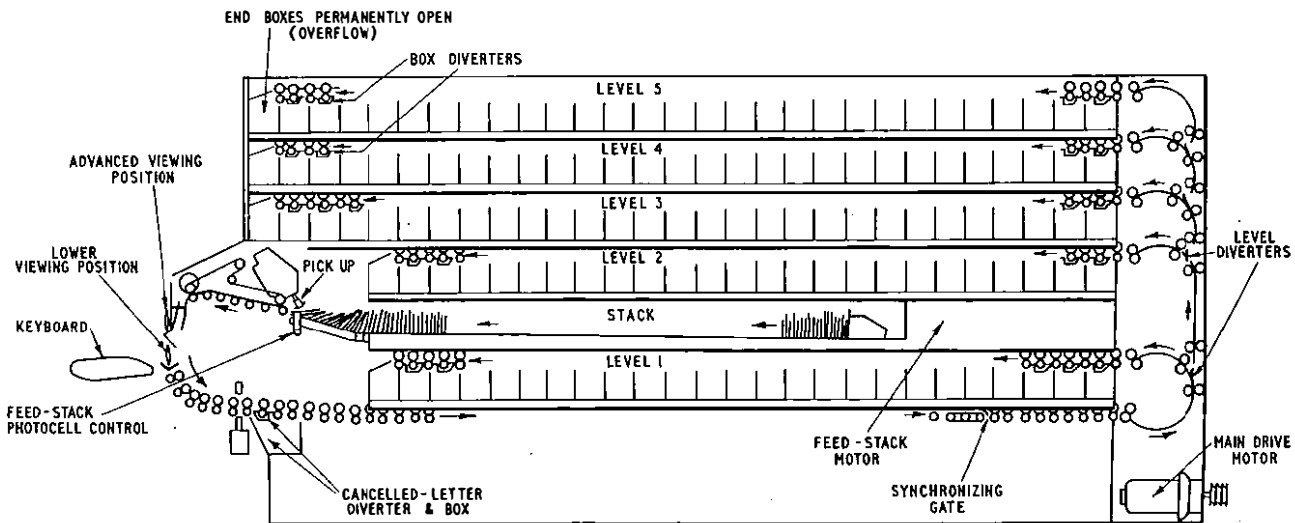 END BOXES PERMANENTLY OPEN
(OVERFLOW)
BOX DIVERTERS
LEVEL 5
LEVEL 4
ADVANCED VIEWING
POSITION
LEVEL 3
LOWER
VIEWING POSITION
PICK UP
LEVEL 2
LEVEL
DIVERTERS
KEYBOARD
STACK
LEVEL 1
FEED-STACK
PHOTOCELL CONTROL
FEED-STACK
MOTOR
MAIN DRIVE
MOTOR
CANCELLED-LETTER
DIVERTER & BOX
SYNCHRONIZING
GATE